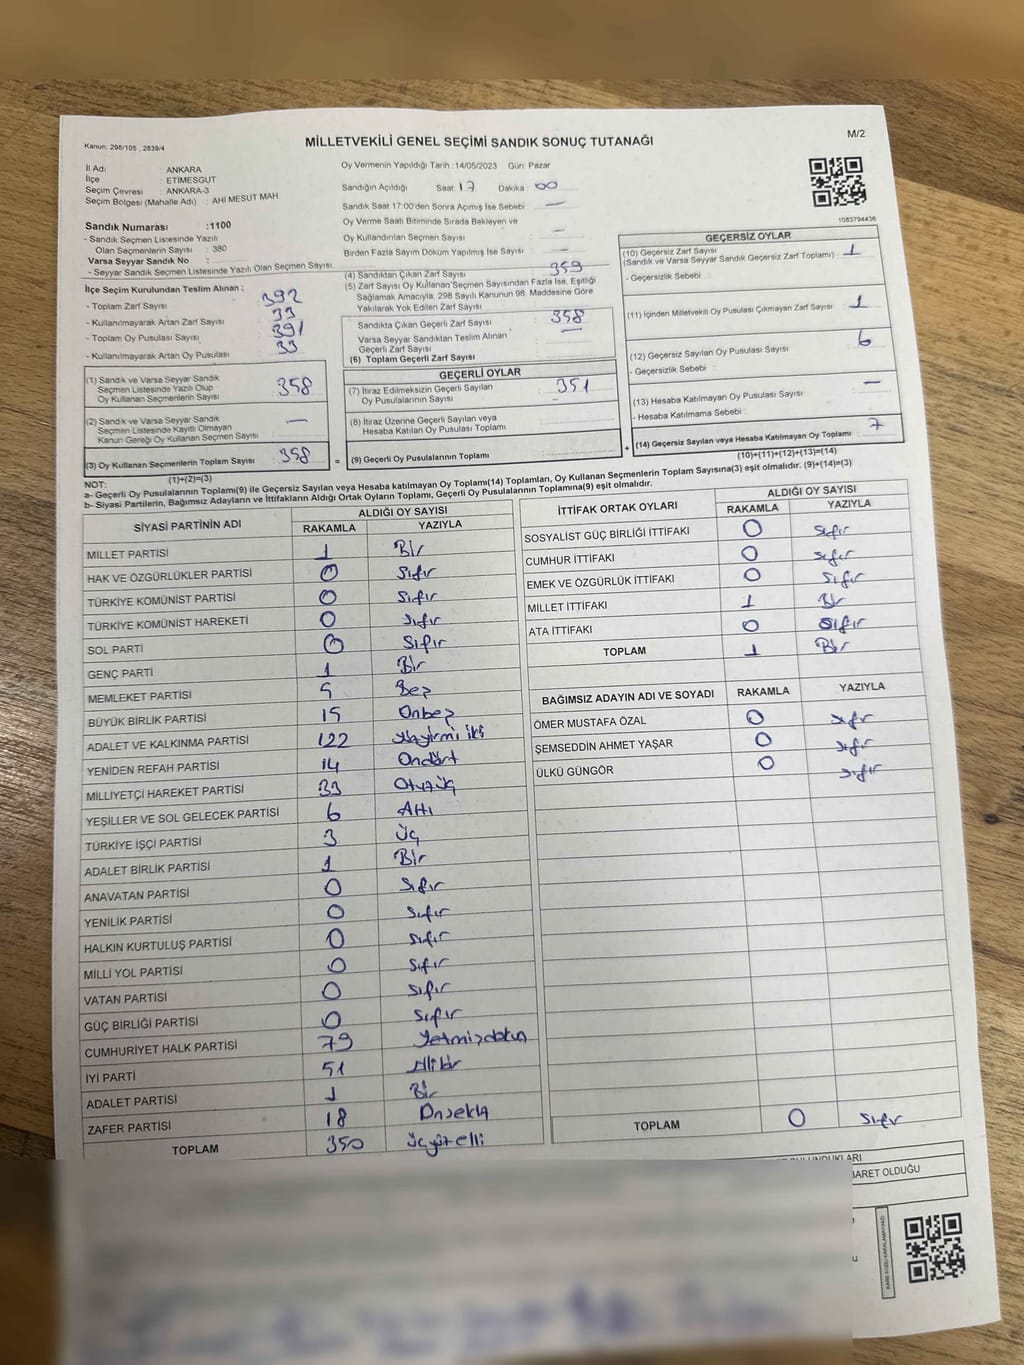 Kanun: 298/105 , 2839/4
MİLLETVEKİLİ GENEL SEÇİMİ SANDIK SONUÇ TUTANAĞI
M/2
İl Adı : ANKARA
İlçe : ETİMESGUT
Seçim Çevresi : ANKARA-3
Seçim Bölgesi (Mahalle Adı) : AHI MESUT MAH.
Oy Vermenin Yapıldığı Tarih :14/05/2023 Gün: Pazar
Sandığın Açıldığı Saat :17 Dakika : 00
Sandık Saat 17:00'den Sonra Açımış İse Sebebi : —
Oy Verme Saati Bitiminde Sırada Bekleyen ve
Oy Kullandırılan Seçmen Sayısı : —
Birden Fazla Sayım Döküm Yapılmış İse Sayısı : —
1083794436
Sandık Numarası :1100
- Sandık Seçmen Listesinde Yazılı
Olan Seçmenlerin Sayısı : 380
Varsa Seyyar Sandık No :
- Seyyar Sandık Seçmen Listesinde Yazılı Olan Seçmen Sayısı:
İlçe Seçim Kurulundan Teslim Alınan ;
- Toplam Zarf Sayısı : 392
- Kullanılmayarak Artan Zarf Sayısı : 33
- Toplam Oy Pusulası Sayısı : 391
- Kullanılmayarak Artan Oy Pusulası : 33
(4) Sandıktan Çıkan Zarf Sayısı : 359
(5) Zarf Sayısı Oy Kullanan Seçmen Sayısından Fazla İse, Eşitliği
Sağlamak Amacıyla, 298 Sayılı Kanunun 98. Maddesine Göre
Yakılarak Yok Edilen Zarf Sayısı :
Sandıkta Çıkan Geçerli Zarf Sayısı : 358
Varsa Seyyar Sandıktan Teslim Alınan
Geçerli Zarf Sayısı : —
(6) Toplam Geçerli Zarf Sayısı
GEÇERSİZ OYLAR
(10) Geçersiz Zarf Sayısı : 1
(Sandık ve Varsa Seyyar Sandık Geçersiz Zarf Toplamı)
- Geçersizlik Sebebi :
(11) İçinden Milletvekili Oy Pusulası Çıkmayan Zarf Sayısı : 1
(12) Geçersiz Sayılan Oy Pusulası Sayısı : 6
- Geçersizlik Sebebi :
(13) Hesaba Katılmayan Oy Pusulası Sayısı : —
- Hesaba Katılmama Sebebi :
(14) Geçersiz Sayılan veya Hesaba Katılmayan Oy Toplamı : 7
(10)+(11)+(12)+(13)=(14)
(1) Sandık ve Varsa Seyyar Sandık
Seçmen Listesinde Yazılı Olup
Oy Kullanan Seçmenlerin Sayısı : 358
(2) Sandık ve Varsa Seyyar Sandık
Seçmen Listesinde Kayıtlı Olmayan
Kanun Gereği Oy Kullanan Seçmen Sayısı : —
(3) Oy Kullanan Seçmenlerin Toplam Sayısı : 358
(1)+(2)=(3)
GEÇERLİ OYLAR
(7) İtiraz Edilmeksizin Geçerli Sayılan
Oy Pusulalarının Sayısı : 351
(8) İtiraz Üzerine Geçerli Sayılan veya
Hesaba Katılan Oy Pusulası Toplamı : —
= (9) Geçerli Oy Pusulalarının Toplamı : +
NOT:
a- Geçerli Oy Pusulalarının Toplamı(9) ile Geçersiz veya Hesaba katılmayan Oy Toplamı(14) Toplamları, Oy Kullanan Seçmenlerin Toplam Sayısına(3) eşit olmalıdır. (9)+(14)=(3)
b- Siyasi Partilerin, Bağımsız Adayların ve İttifakların Aldığı Ortak Oyların Toplamı, Geçerli Oy Pusulalarının Toplamına(9) eşit olmalıdır.
SİYASİ PARTİNİN ADI ALDIĞI OY SAYISI
RAKAMLA YAZIYLA
MİLLET PARTİSİ 1 Bir
HAK VE ÖZGÜRLÜKLER PARTİSİ 0 Sıfır
TÜRKİYE KOMÜNİST PARTİSİ 0 Sıfır
TÜRKİYE KOMÜNİST HAREKETİ 0 Sıfır
SOL PARTİ 0 Sıfır
GENÇ PARTİ 1 Bir
MEMLEKET PARTİSİ 5 Beş
BÜYÜK BİRLİK PARTİSİ 15 Onbeş
ADALET VE KALKINMA PARTİSİ 122 Yüzyirmi iki
YENİDEN REFAH PARTİSİ 14 Ondört
MİLLİYETÇİ HAREKET PARTİSİ 33 Otuzüç
YEŞİLLER VE SOL GELECEK PARTİSİ 6 Altı
TÜRKİYE İŞÇİ PARTİSİ 3 üç
ADALET BİRLİK PARTİSİ 1 Bir
ANAVATAN PARTİSİ 0 Sıfır
YENİLİK PARTİSİ 0 Sıfır
HALKIN KURTULUŞ PARTİSİ 0 Sıfır
MİLLİ YOL PARTİSİ 0 Sıfır
VATAN PARTİSİ 0 Sıfır
GÜÇ BİRLİĞİ PARTİSİ 0 Sıfır
CUMHURİYET HALK PARTİSİ 79 Yetmişdokuz
İYİ PARTİ 51 Ellibir
ADALET PARTİSİ 1 Bir
ZAFER PARTİSİ 18 Onsekiz
TOPLAM 350 üçyüzelli
İTTİFAK ORTAK OYLARI ALDIĞI OY SAYISI
RAKAMLA YAZIYLA
SOSYALİST GÜÇ BİRLİĞİ İTTİFAKI 0 Sıfır
CUMHUR İTTİFAKI 0 Sıfır
EMEK VE ÖZGÜRLÜK İTTİFAKI 0 Sıfır
MİLLET İTTİFAKI 1 Bir
ATA İTTİFAKI 0 Sıfır
TOPLAM 1 Bir
BAĞIMSIZ ADAYIN ADI VE SOYADI RAKAMLA YAZIYLA
ÖMER MUSTAFA ÖZAL 0 Sıfır
ŞEMSEDDİN AHMET YAŞAR 0 Sıfır
ÜLKÜ GÜNGÖR 0 Sıfır
TOPLAM 0 Sıfır